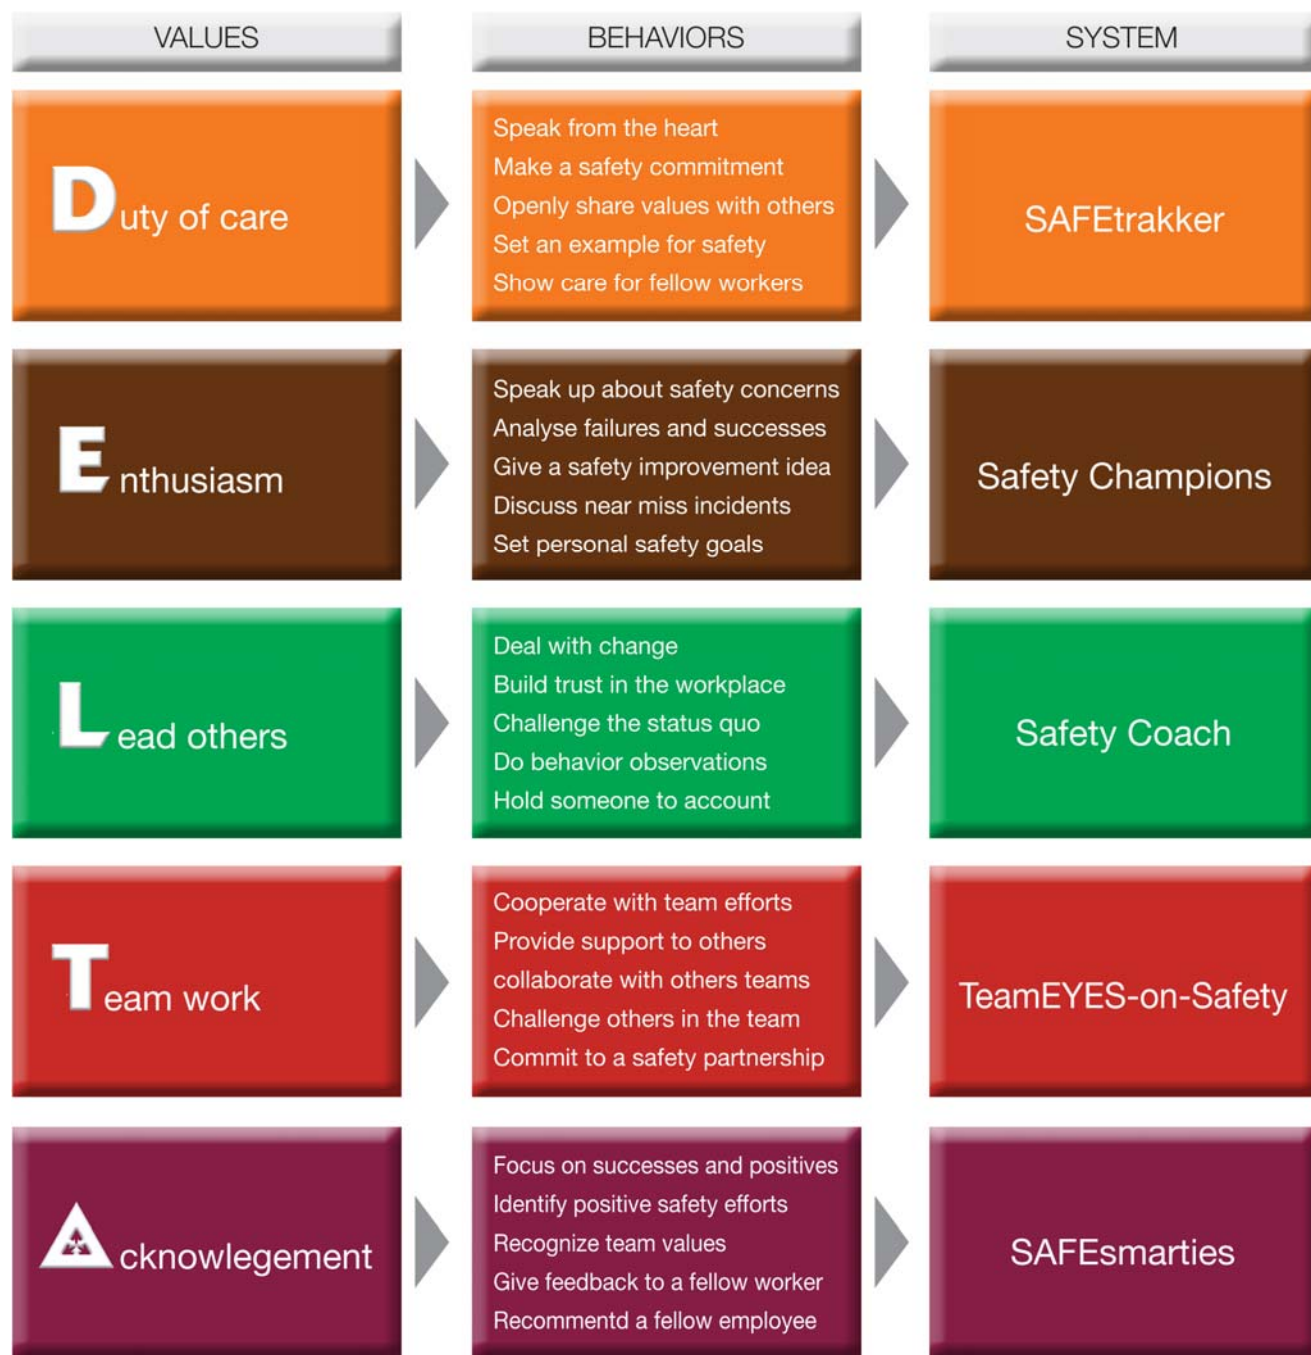 VALUES
BEHAVIORS
SYSTEM
Duty of care
Speak from the heart
Make a safety commitment
Openly share values with others
Set an example for safety
Show care for fellow workers
SAFEtrakker
Enthusiasm
Speak up about safety concerns
Analyse failures and successes
Give a safety improvement idea
Discuss near miss incidents
Set personal safety goals
Safety Champions
Lead others
Deal with change
Build trust in the workplace
Challenge the status quo
Do behavior observations
Hold someone to account
Safety Coach
Team work
Cooperate with team efforts
Provide support to others
collaborate with others teams
Challenge others in the team
Commit to a safety partnership
TeamEYES-on-Safety
Acknowlegement
Focus on successes and positives
Identify positive safety efforts
Recognize team values
Give feedback to a fellow worker
Recommentd a fellow employee
SAFEsmarties